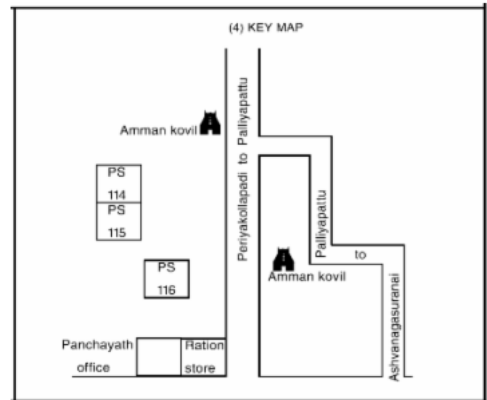 (4) KEY MAP
Amman kovil
PS
114
PS
115
PS
116
Panchayath
office
Ration
store
Periyakollapadi to Palliyapattu
Amman kovil
Palliyapattu
to
Ashvanagasuranai